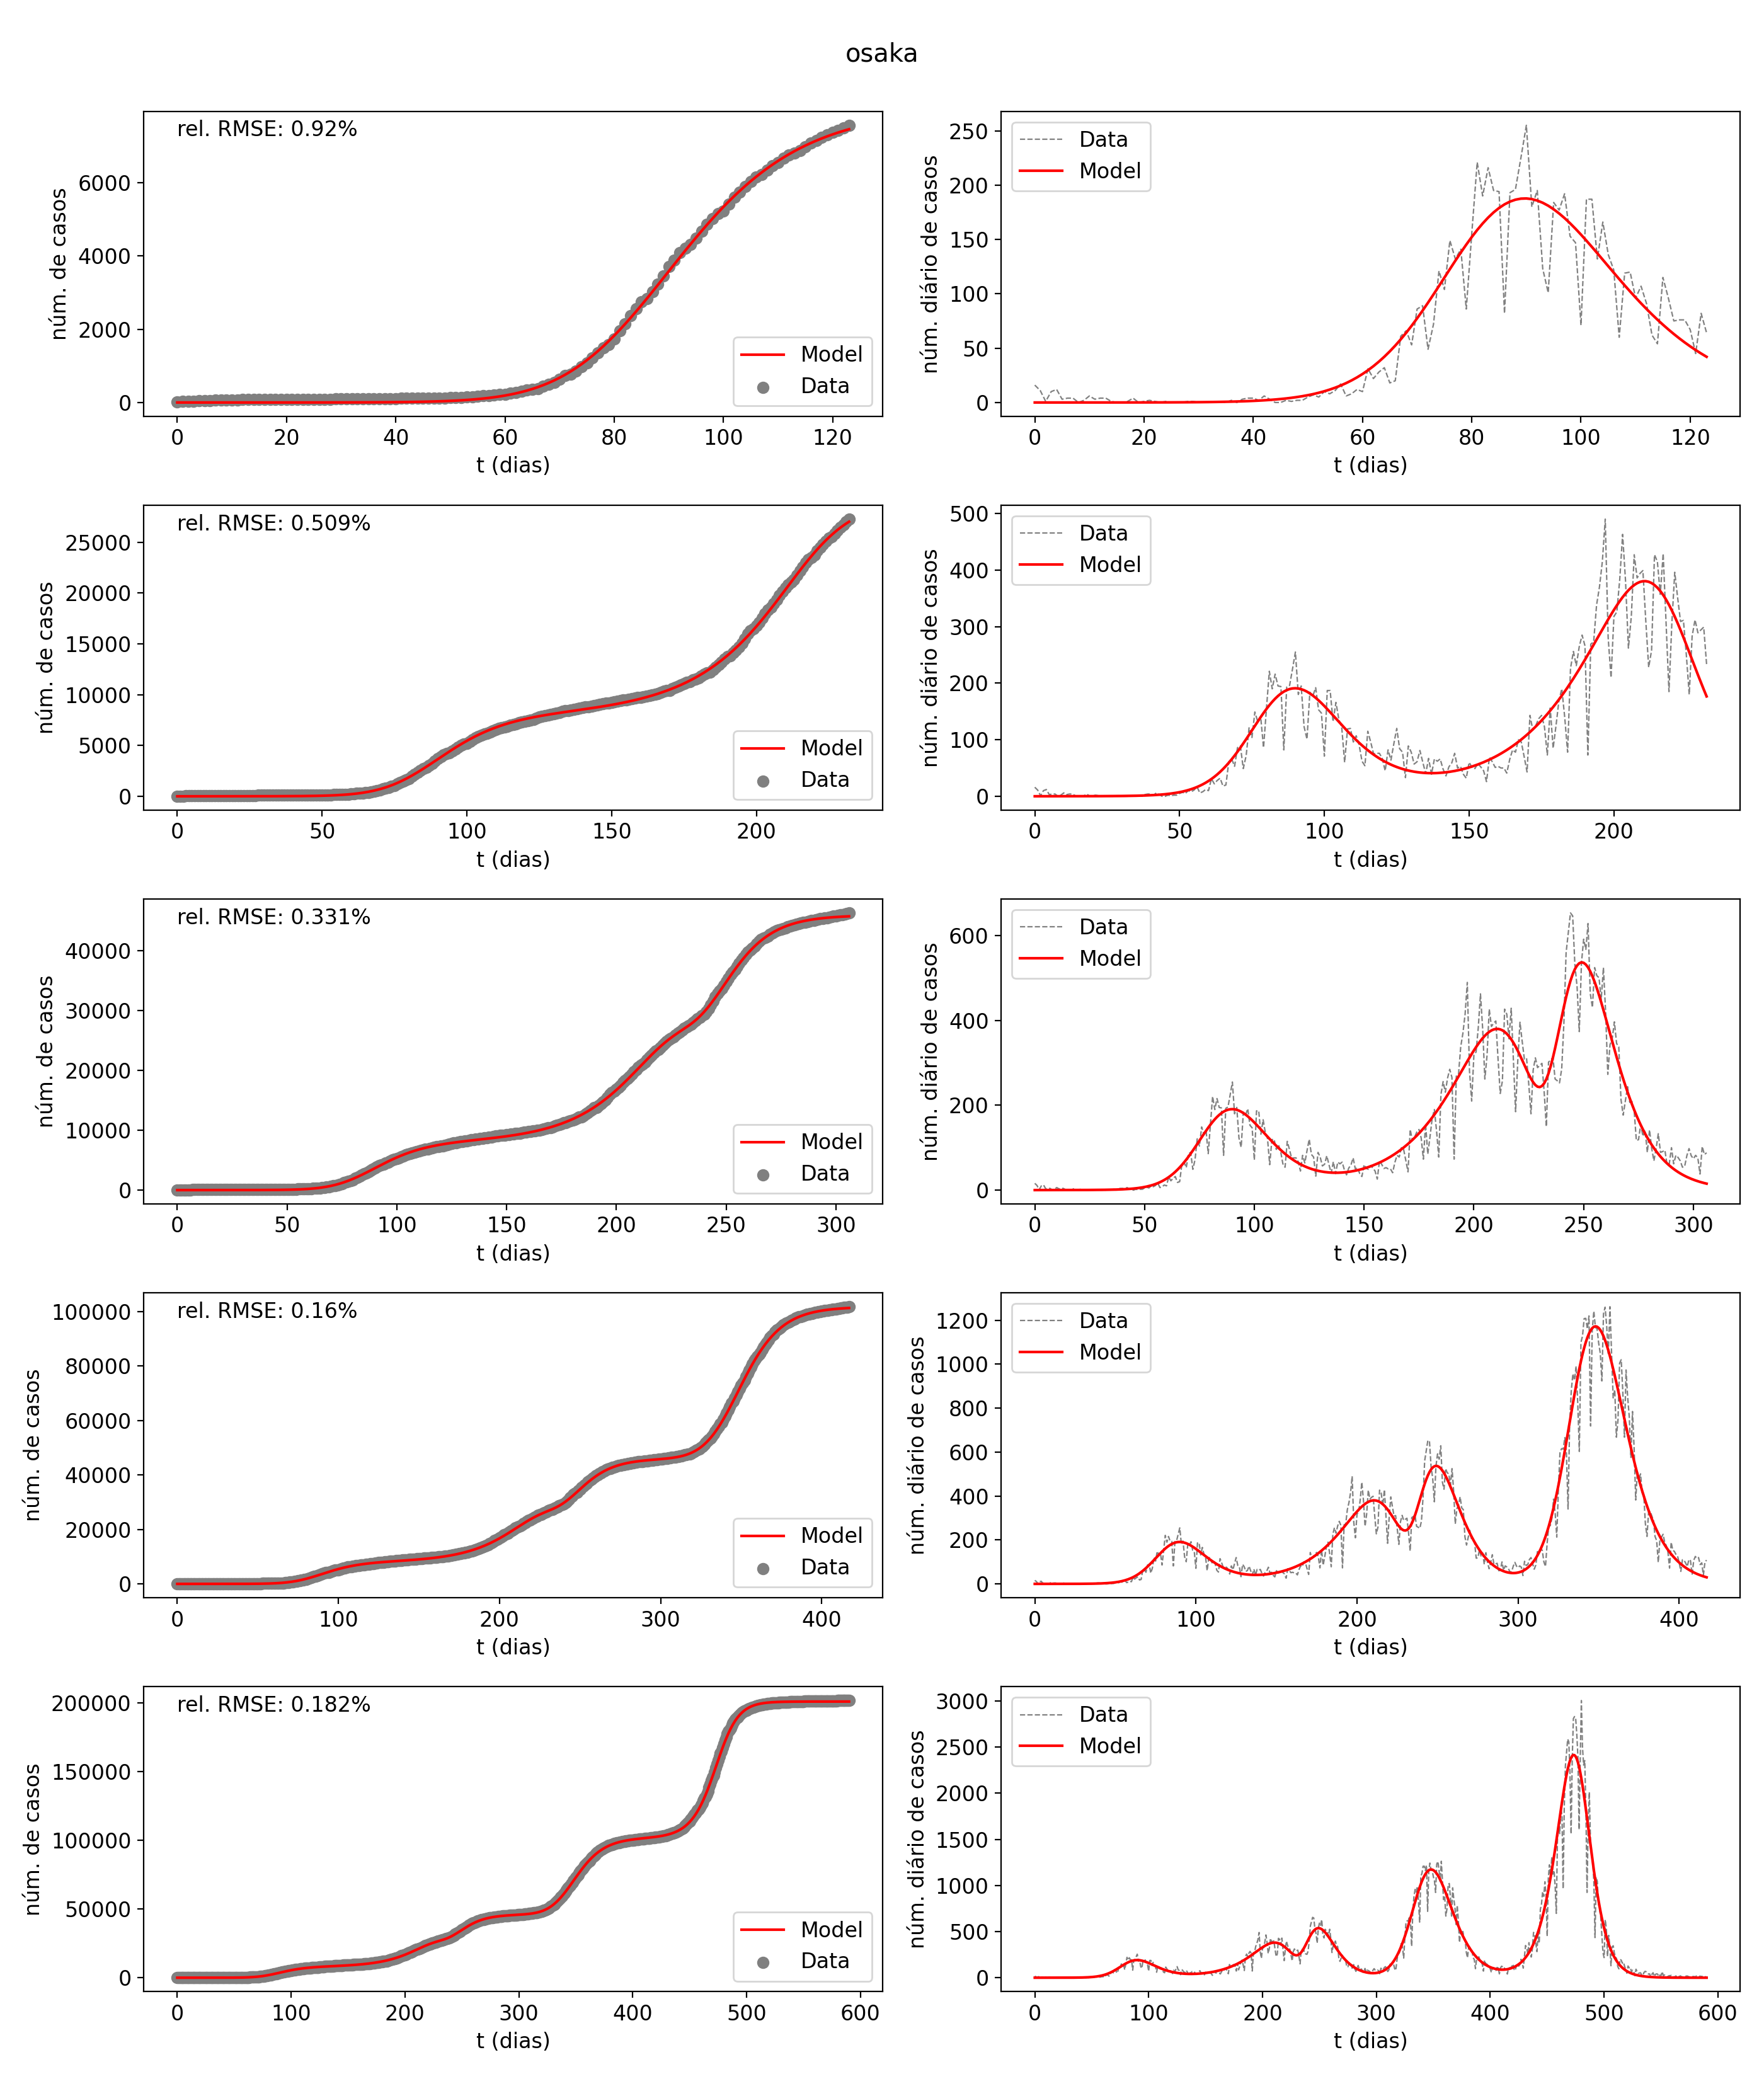 osaka
rel. RMSE: 0.92%
núm. de casos
6000
4000
2000
0
Model
Data
0 20 40 60 80 100 120
t (dias)
núm. diário de casos
250
200
150
100
50
0
Data
Model
0 20 40 60 80 100 120
t (dias)
rel. RMSE: 0.509%
núm. de casos
25000
20000
15000
10000
5000
0
Model
Data
0 50 100 150 200
t (dias)
núm. diário de casos
500
400
300
200
100
0
Data
Model
0 50 100 150 200
t (dias)
rel. RMSE: 0.331%
núm. de casos
40000
30000
20000
10000
0
Model
Data
0 50 100 150 200 250 300
t (dias)
núm. diário de casos
600
400
200
0
Data
Model
0 50 100 150 200 250 300
t (dias)
rel. RMSE: 0.16%
núm. de casos
100000
80000
60000
40000
20000
0
Model
Data
0 100 200 300 400
t (dias)
núm. diário de casos
1200
1000
800
600
400
200
0
Data
Model
0 100 200 300 400
t (dias)
rel. RMSE: 0.182%
núm. de casos
200000
150000
100000
50000
0
Model
Data
0 100 200 300 400 500 600
t (dias)
núm. diário de casos
3000
2500
2000
1500
1000
500
0
Data
Model
0 100 200 300 400 500 600
t (dias)